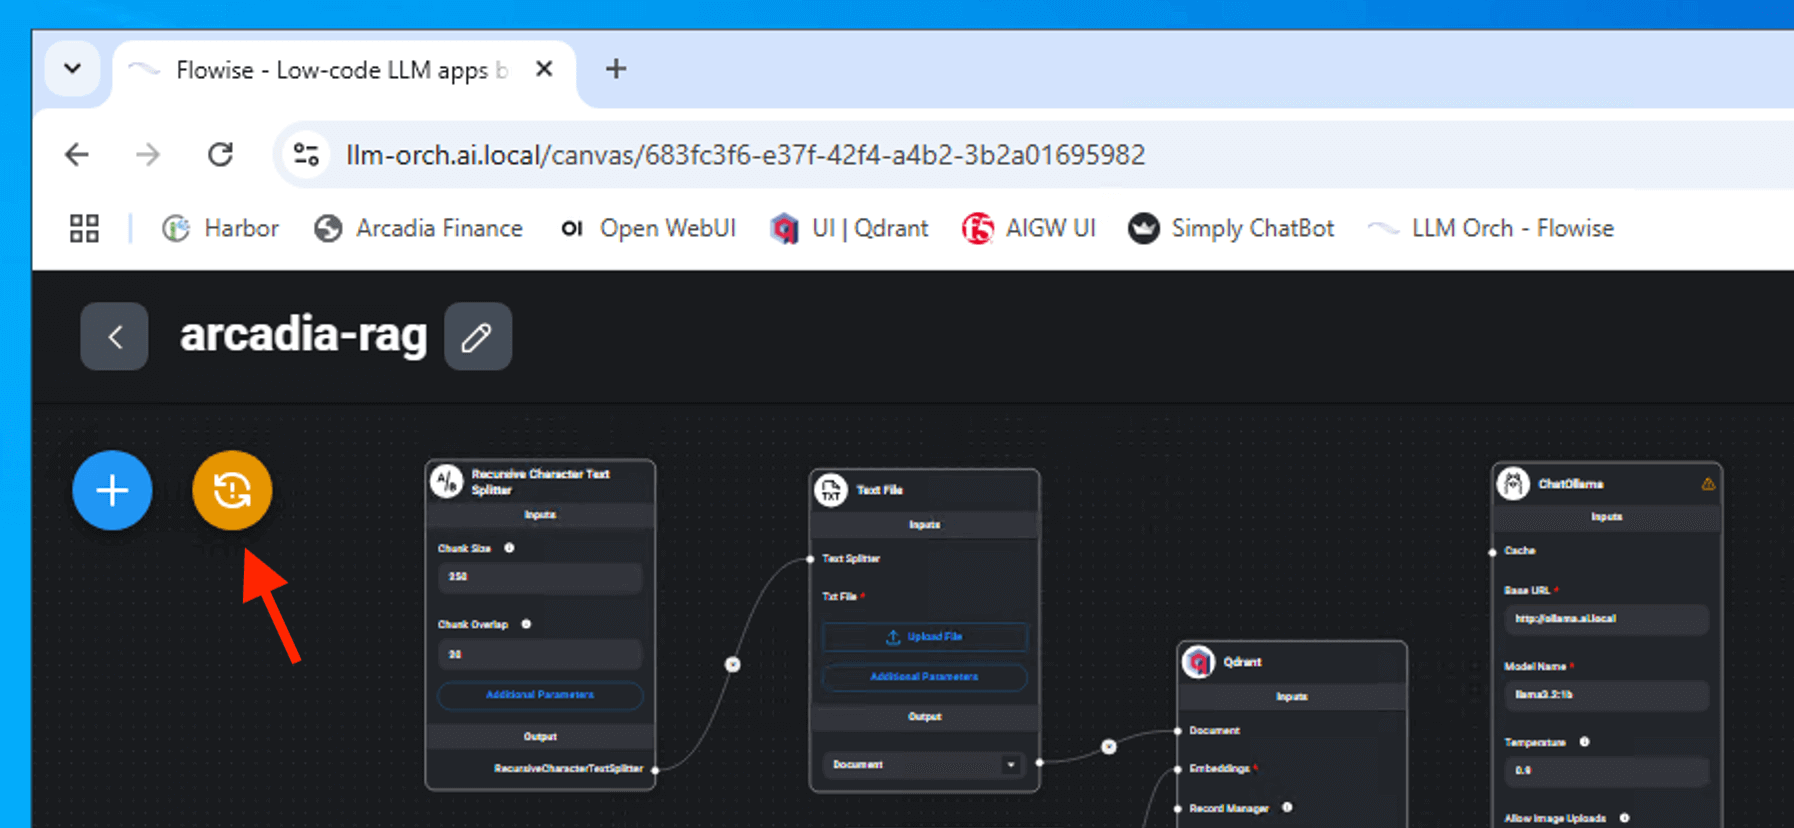 Flowise - Low-code LLM apps b
llm-orch.ai.local/canvas/683fc3f6-e37f-42f4-a4b2-3b2a01695982
Harbor
Arcadia Finance
OI Open WebUI
UI | Qdrant
AIGW UI
Simply ChatBot
LLM Orch - Flowise
arcadia-rag
A/B
Recursive Character Text
Splitter
Inputs
Chunk Size
250
Chunk Overlap
20
Additional Parameters
Output
RecursiveCharacterTextSplitter
TXT
Text File
Inputs
Text Splitter
Txt File *
Upload File
Additional Parameters
Output
Document
Qdrant
Inputs
Document
Embeddings *
Record Manager
ChatOllama
Inputs
Cache
Base URL *
http://ollama.ai.local
Model Name *
llama3.2:1b
Temperature
0.9
Allow Image Uploads